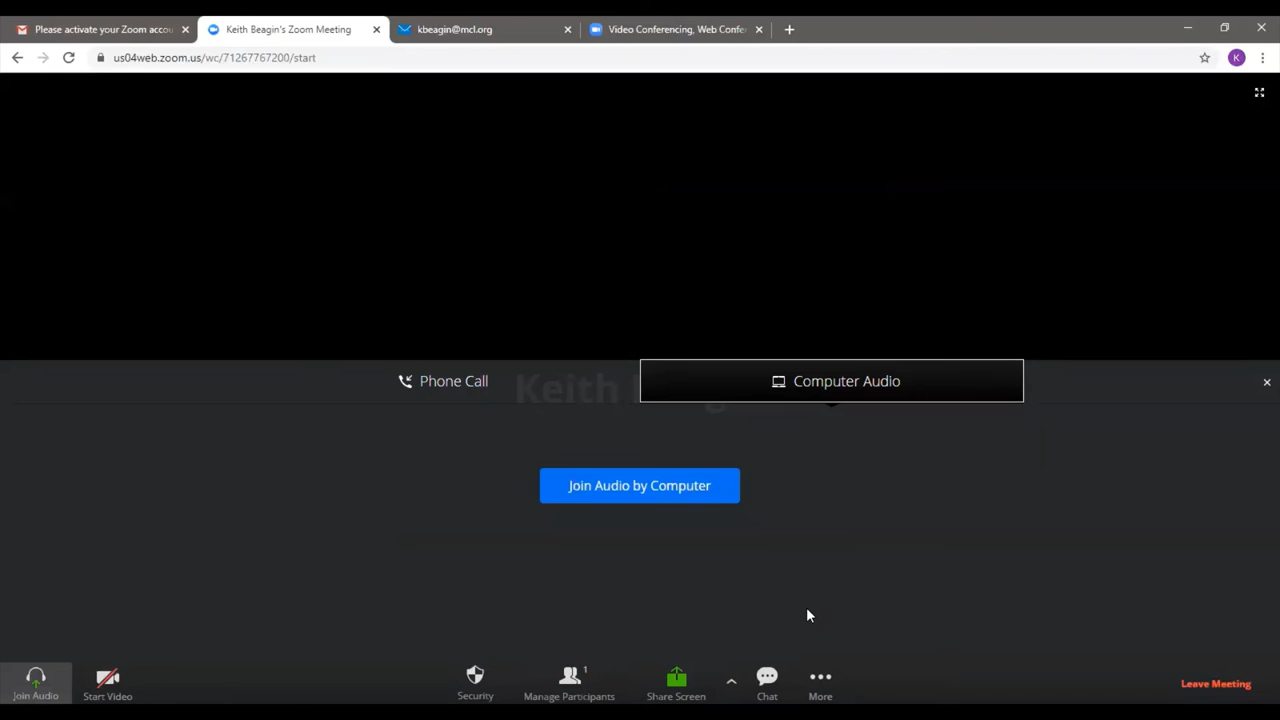 Please activate your Zoom accou
Keith Beagin's Zoom Meeting
kbeagin@mcl.org
Video Conferencing, Web Confe
K
us04web.zoom.us/wc/71267767200/start
Phone Call
Keith
Computer Audio
Join Audio by Computer
1
Join Audio
Start Video
Security
Manage Participants
Share Screen
Chat
More
Leave Meeting